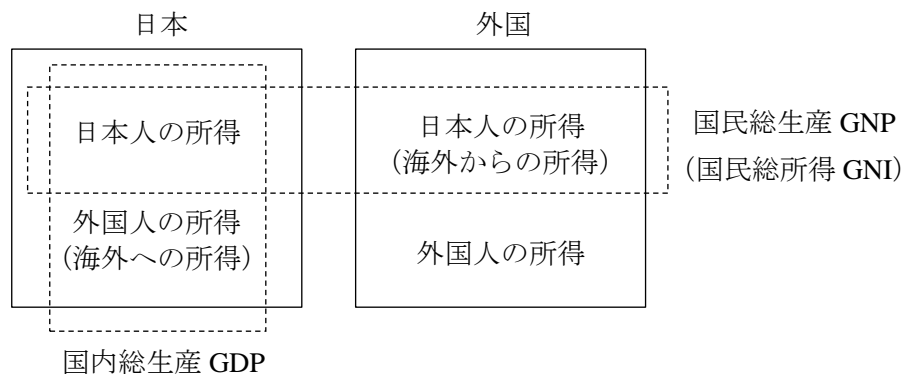 日本
外国
日本人の所得
日本人の所得
(海外からの所得)
国民総生産 GNP
(国民総所得 GNI)
外国人の所得
(海外への所得)
外国人の所得
国内総生産 GDP